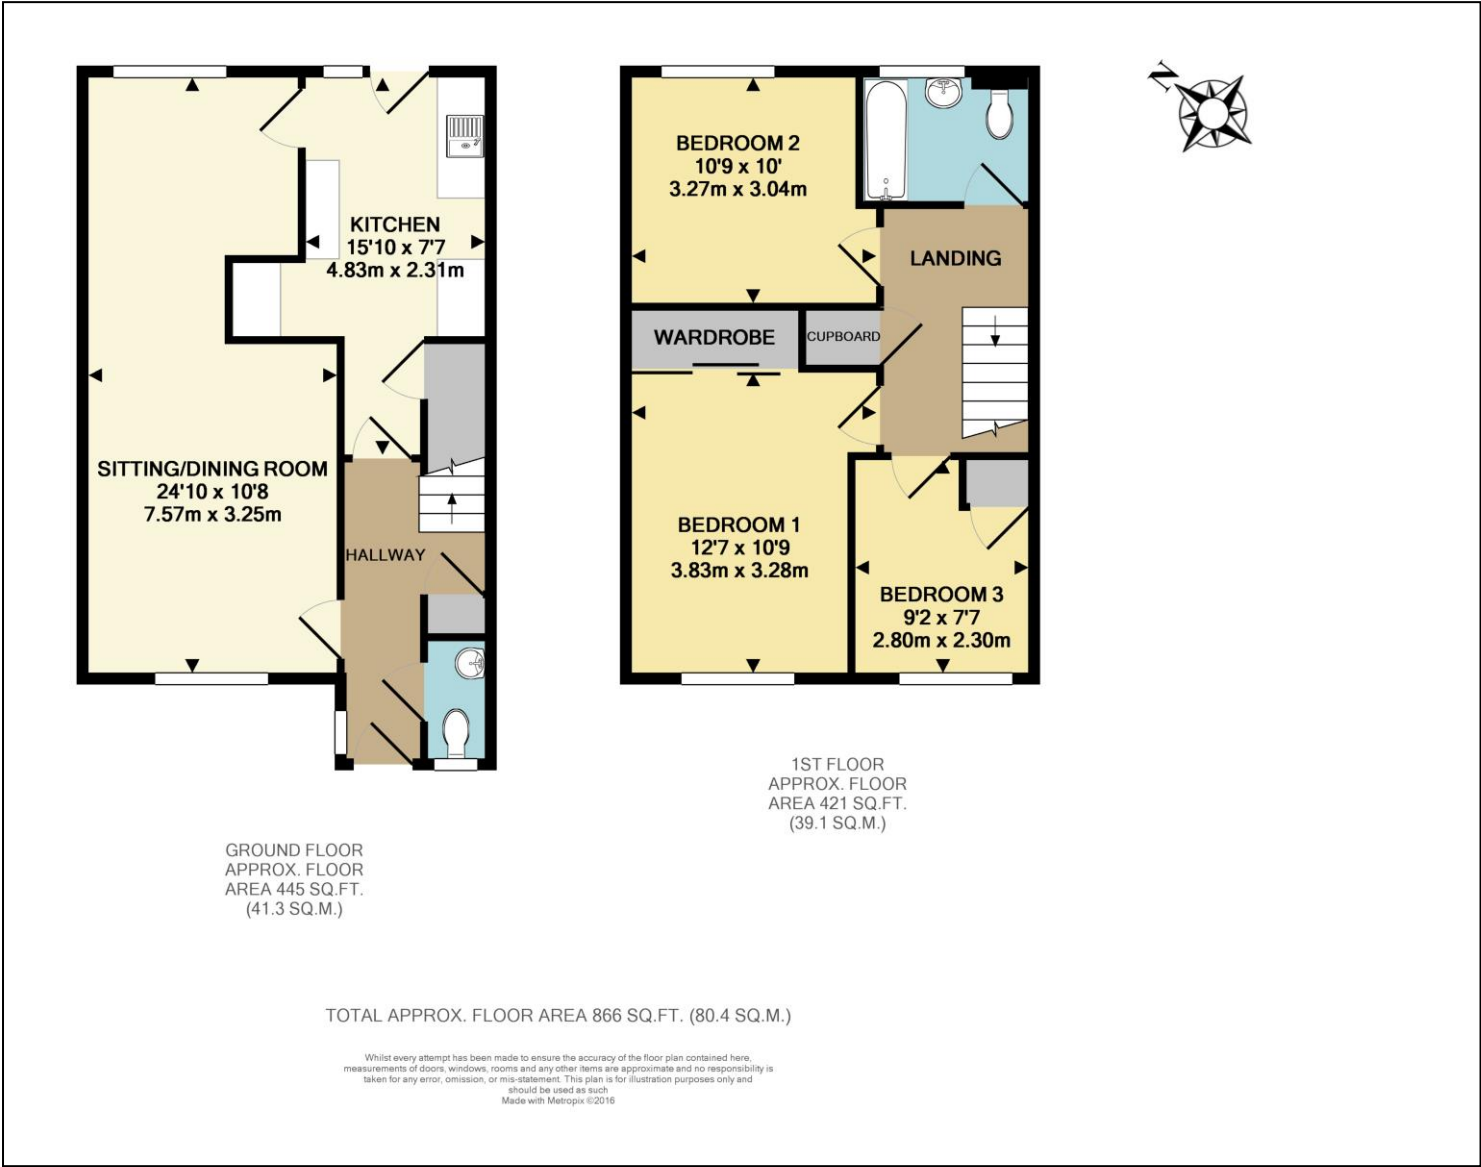 N
KITCHEN
15'10 x 7'7
4.83m x 2.31m
SITTING/DINING ROOM
24'10 x 10'8
7.57m x 3.25m
HALLWAY
BEDROOM 2
10'9 x 10'
3.27m x 3.04m
LANDING
WARDROBE
CUPBOARD
BEDROOM 1
12'7 x 10'9
3.83m x 3.28m
BEDROOM 3
9'2 x 7'7
2.80m x 2.30m
GROUND FLOOR
APPROX. FLOOR
AREA 445 SQ.FT.
(41.3 SQ.M.)
1ST FLOOR
APPROX. FLOOR
AREA 421 SQ.FT.
(39.1 SQ.M.)
TOTAL APPROX. FLOOR AREA 866 SQ.FT. (80.4 SQ.M.)
Whilst every attempt has been made to ensure the accuracy of the floor plan contained here,
measurements of doors, windows, rooms and any other items are approximate and no responsibility is
taken for any error, omission, or mis-statement. This plan is for illustration purposes only and
should be used as such
Made with Metropix ©2016